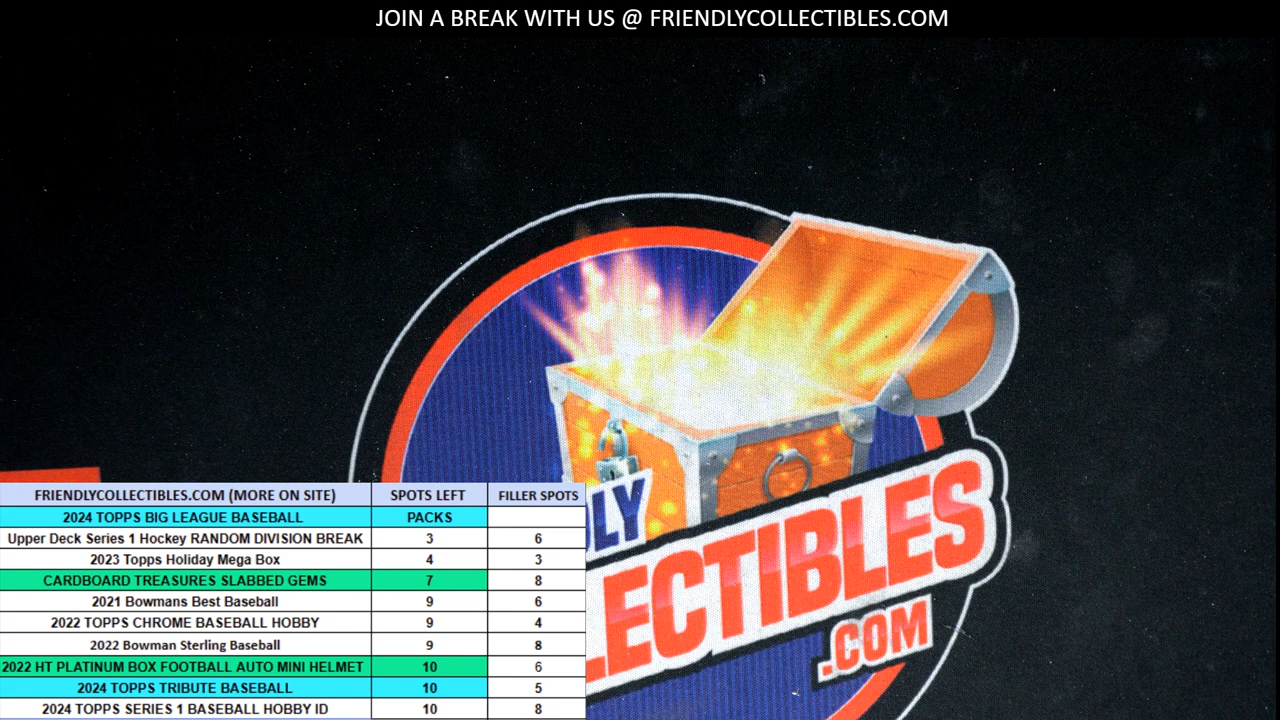 JOIN A BREAK WITH US @ FRIENDLYCOLLECTIBLES.COM
FRIENDLYCOLLECTIBLES.COM (MORE ON SITE) SPOTS LEFT FILLER SPOTS
2024 TOPPS BIG LEAGUE BASEBALL PACKS
Upper Deck Series 1 Hockey RANDOM DIVISION BREAK 3 6
2023 Topps Holiday Mega Box 4 3
CARDBOARD TREASURES SLABBED GEMS 7 8
2021 Bowmans Best Baseball 9 6
2022 TOPPS CHROME BASEBALL HOBBY 9 4
2022 Bowman Sterling Baseball 9 8
2022 HT PLATINUM BOX FOOTBALL AUTO MINI HELMET 10 6
2024 TOPPS TRIBUTE BASEBALL 10 5
2024 TOPPS SERIES 1 BASEBALL HOBBY ID 10 8
DLY
LECTIBLES
.COM